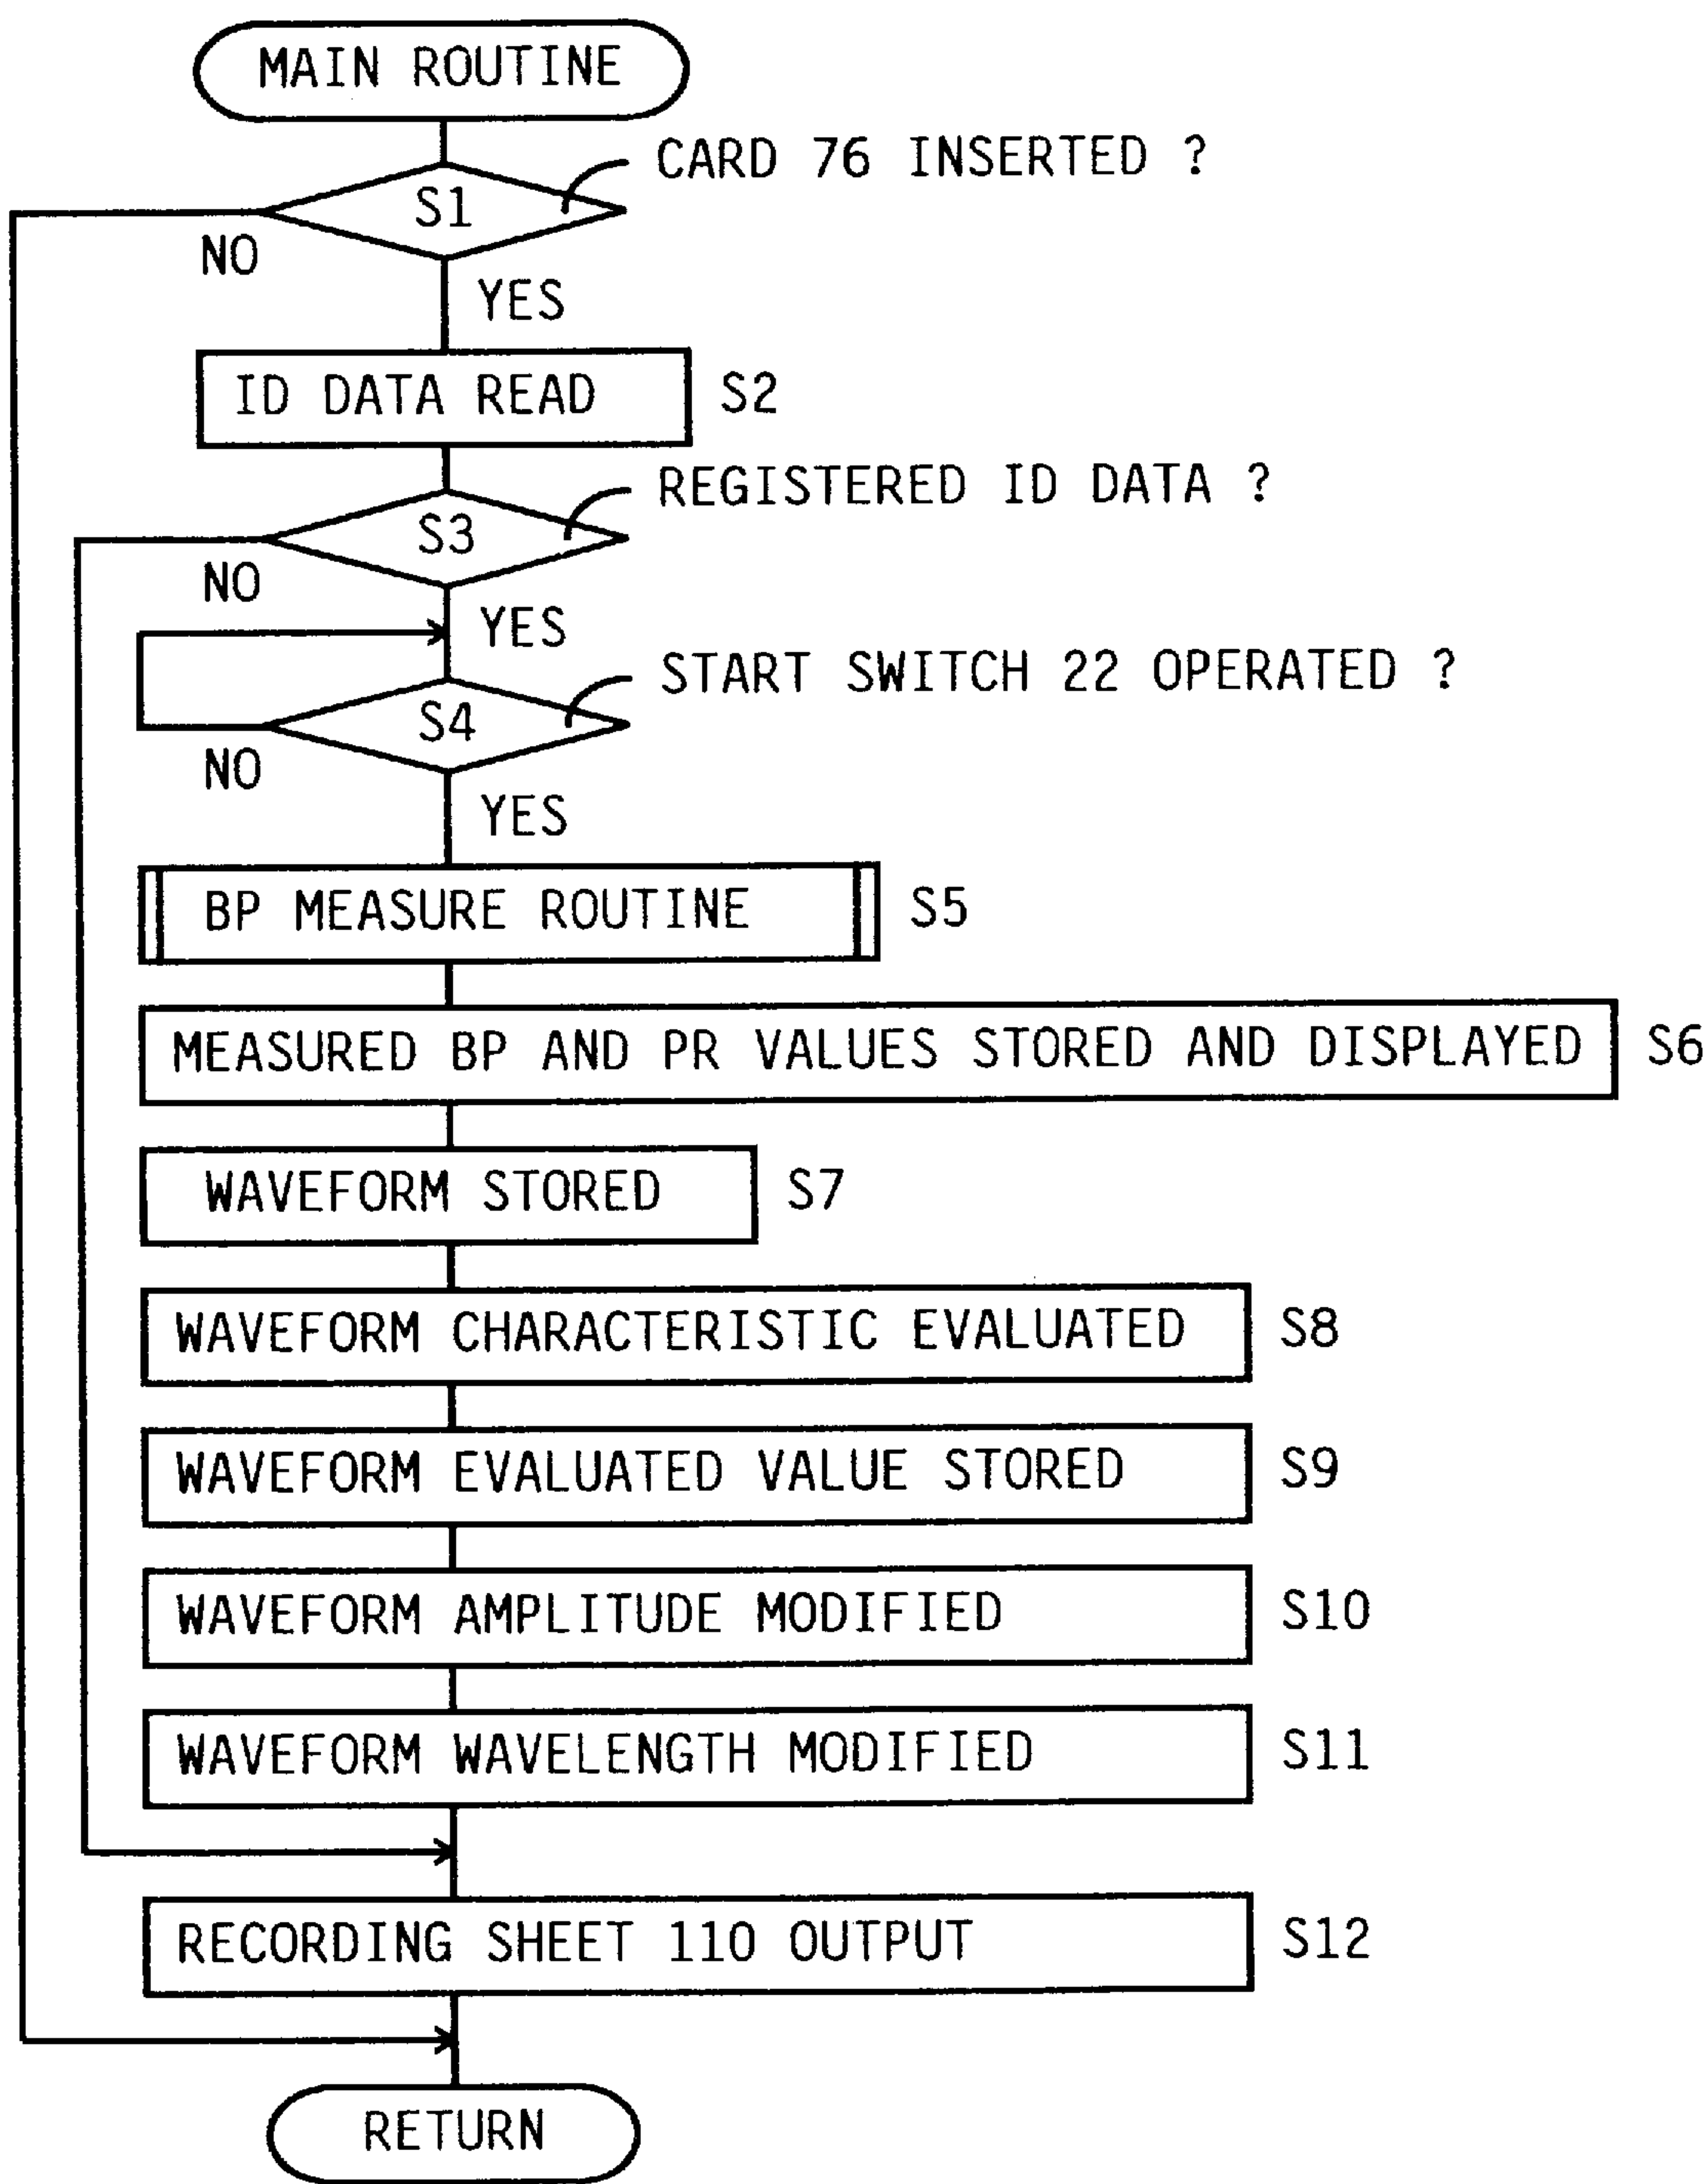 MAIN ROUTINE
CARD 76 INSERTED ?
S1
NO
YES
ID DATA READ S2
REGISTERED ID DATA ?
S3
NO
YES
START SWITCH 22 OPERATED ?
S4
NO
YES
BP MEASURE ROUTINE S5
MEASURED BP AND PR VALUES STORED AND DISPLAYED S6
WAVEFORM STORED S7
WAVEFORM CHARACTERISTIC EVALUATED S8
WAVEFORM EVALUATED VALUE STORED S9
WAVEFORM AMPLITUDE MODIFIED S10
WAVEFORM WAVELENGTH MODIFIED S11
RECORDING SHEET 110 OUTPUT S12
RETURN